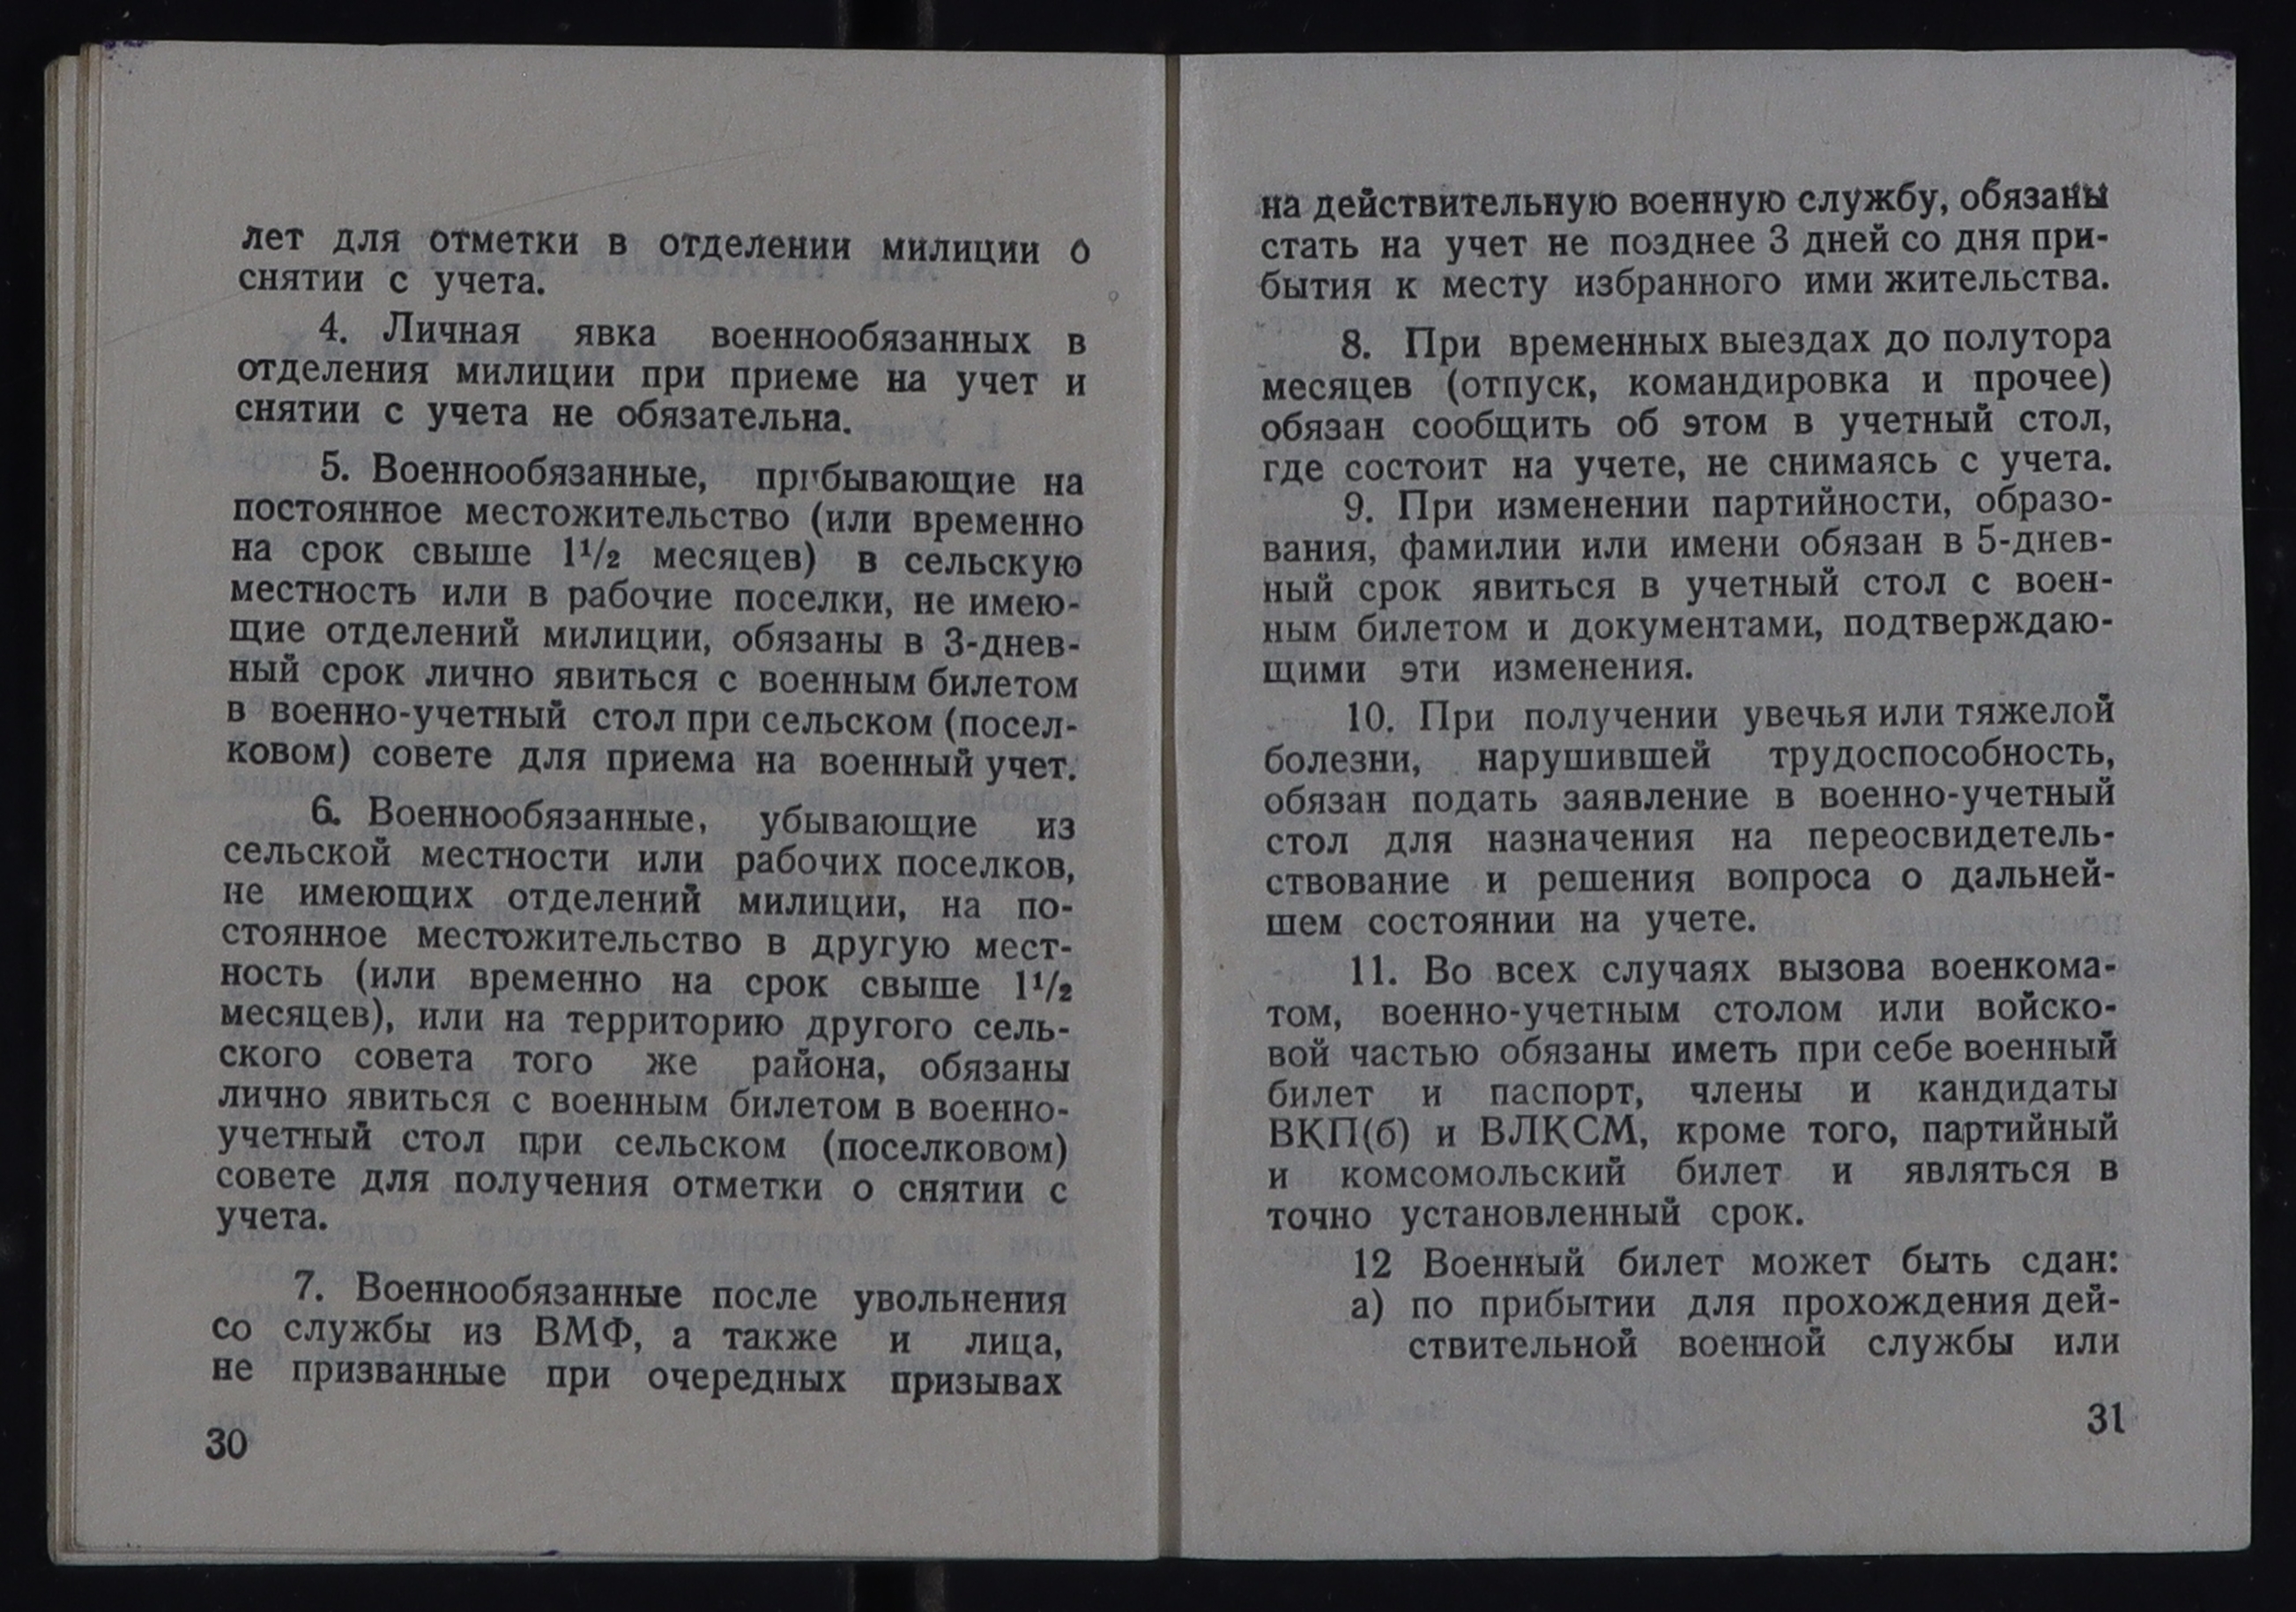 лет для отметки в отделении милиции о
снятии с учета.
4. Личная явка военнообязанных в
отделения милиции при приеме на учет и
снятии с учета не обязательна.
5. Военнообязанные, прибывающие на
постоянное местожительство (или временно
на срок свыше 1¹/₂ месяцев) в сельскую
местность или в рабочие поселки, не имею-
щие отделений милиции, обязаны в 3-днев-
ный срок лично явиться с военным билетом
в военно-учетный стол при сельском (посел-
ковом) совете для приема на военный учет.
6. Военнообязанные, убывающие из
сельской местности или рабочих поселков,
не имеющих отделений милиции, на по-
стоянное местожительство в другую мест-
ность (или временно на срок свыше 1¹/₂
месяцев), или на территорию другого сель-
ского совета того же района, обязаны
лично явиться с военным билетом в военно-
учетный стол при сельском (поселковом)
совете для получения отметки о снятии с
учета.
7. Военнообязанные после увольнения
со службы из ВМФ, а также и лица,
не призванные при очередных призывах
30
на действительную военную службу, обязаны
стать на учет не позднее 3 дней со дня при-
бытия к месту избранного ими жительства.
8. При временных выездах до полутора
месяцев (отпуск, командировка и прочее)
обязан сообщить об этом в учетный стол,
где состоит на учете, не снимаясь с учета.
9. При изменении партийности, образо-
вания, фамилии или имени обязан в 5-днев-
ный срок явиться в учетный стол с воен-
ным билетом и документами, подтверждаю-
щими эти изменения.
10. При получении увечья или тяжелой
болезни, нарушившей трудоспособность,
обязан подать заявление в военно-учетный
стол для назначения на переосвидетель-
ствование и решения вопроса о дальней-
шем состоянии на учете.
11. Во всех случаях вызова военкома-
том, военно-учетным столом или войско-
вой частью обязаны иметь при себе военный
билет и паспорт, члены и кандидаты
ВКП(б) и ВЛКСМ, кроме того, партийный
и комсомольский билет и являться в
точно установленный срок.
12 Военный билет может быть сдан:
а) по прибытии для прохождения дей-
ствительной военной службы или
31